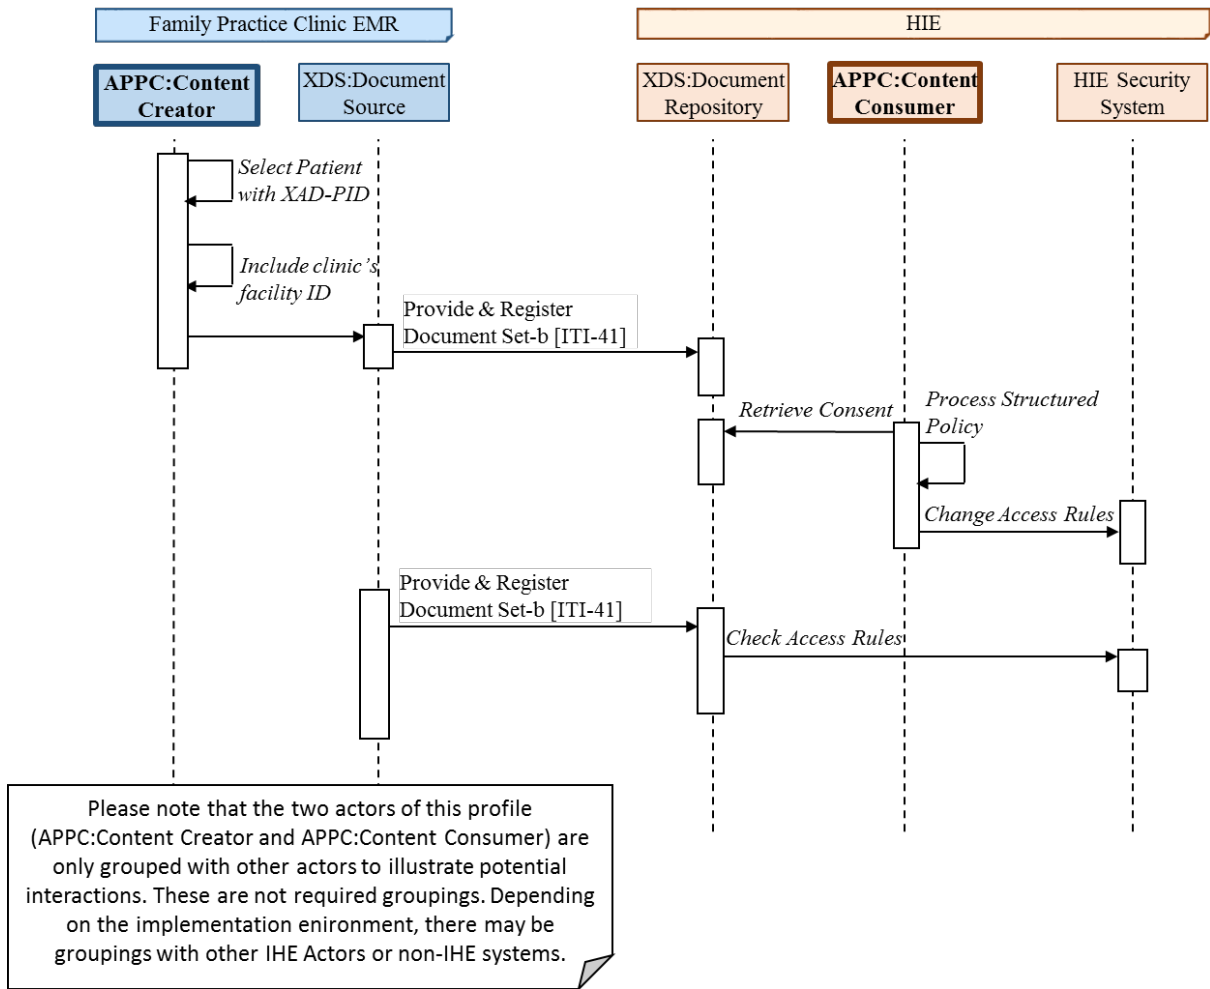 Family Practice Clinic EMR
HIE
APPC:Content
Creator
XDS:Document
Source
XDS:Document
Repository
APPC:Content
Consumer
HIE Security
System
Select Patient
with XAD-PID
Include clinic's
facility ID
Provide & Register
Document Set-b [ITI-41]
Retrieve Consent
Process Structured
Policy
Change Access Rules
Provide & Register
Document Set-b [ITI-41]
Check Access Rules
Please note that the two actors of this profile
(APPC:Content Creator and APPC:Content Consumer) are
only grouped with other actors to illustrate potential
interactions. These are not required groupings. Depending
on the implementation enironment, there may be
groupings with other IHE Actors or non-IHE systems.